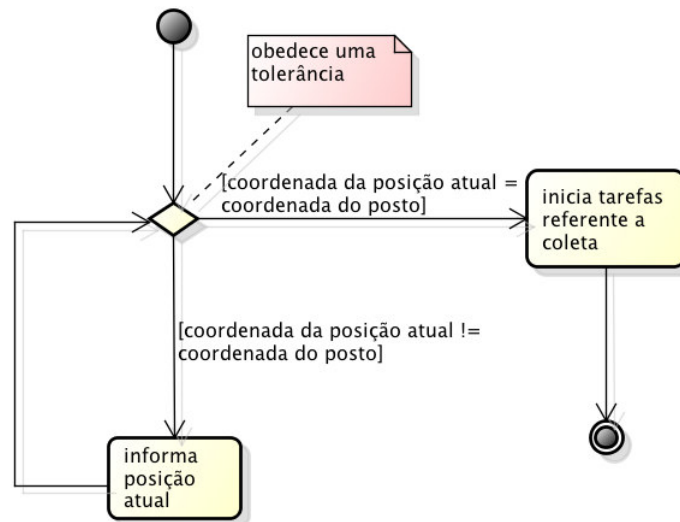 obedece uma
tolerância
[coordenada da posição atual =
coordenada do posto]
inicia tarefas
referente a
coleta
[coordenada da posição atual !=
coordenada do posto]
informa
posição
atual